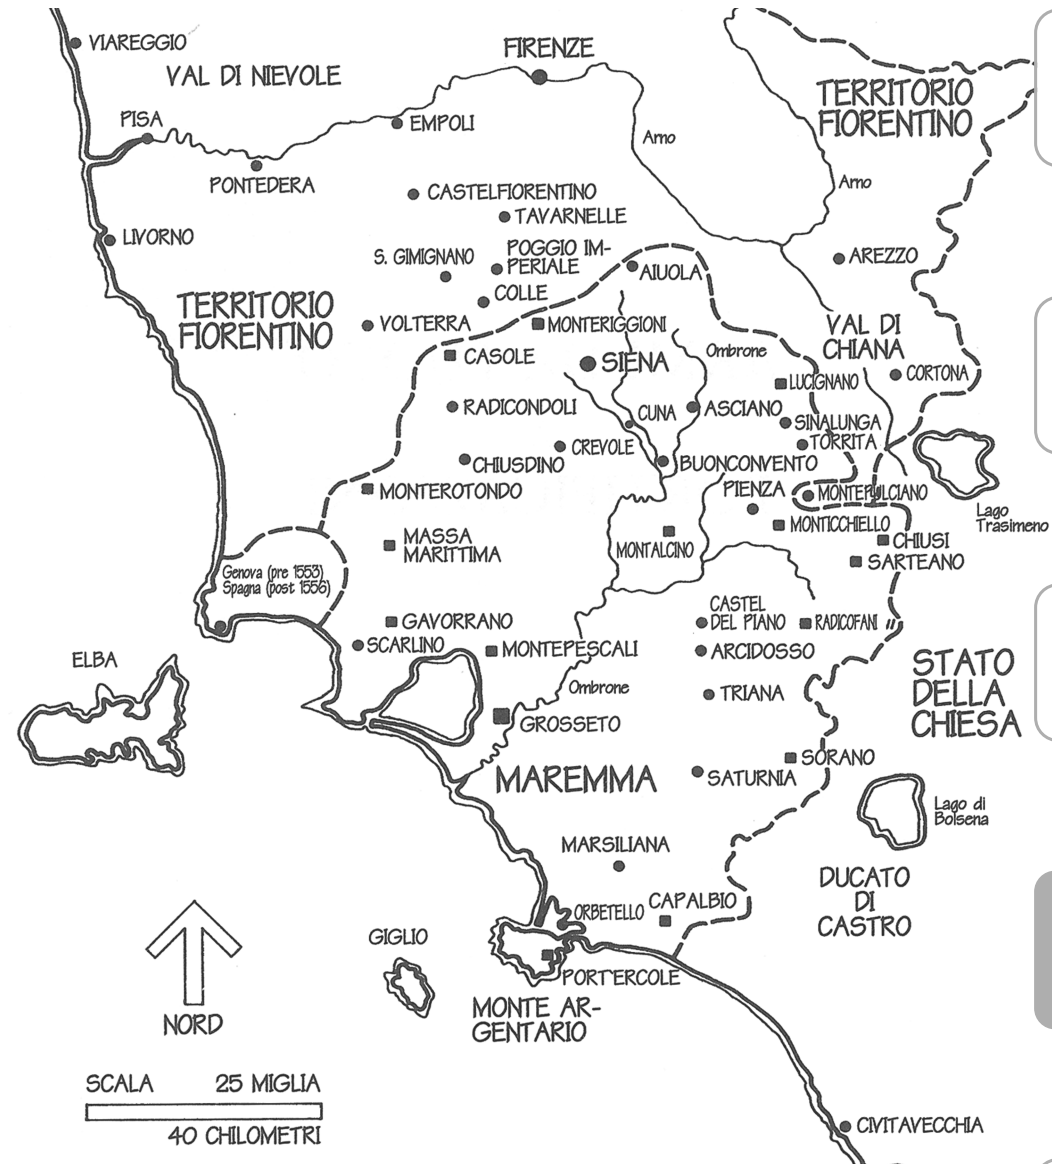 VIAREGGIO
VAL DI NIEVOLE
FIRENZE
TERRITORIO
FIORENTINO
PISA
EMPOLI
Arno
PONTEDERA
CASTELFIORENTINO
Arno
TAVARNELLE
LIVORNO
S. GIMIGNANO
POGGIO IM-
PERIALE
AIUOLA
AREZZO
COLLE
TERRITORIO
FIORENTINO
VOLTERRA
MONTERIGGIONI
VAL DI
CHIANA
CASOLE
SIENA
Ombrone
LUCIGNANO
CORTONA
RADICONDOLI
CUNA
ASCIANO
SINALUNGA
TORRITA
CREVOLE
CHIUSDINO
BUONCONVENTO
MONTEROTONDO
PIENZA
MONTEPULCIANO
Lago
Trasimeno
MONTICCHIELLO
MASSA
MARITTIMA
MONTALCINO
CHIUSI
SARTEANO
Genova (pre 1553)
Spagna (post 1556)
CASTEL
DEL PIANO
GAVORRANO
RADICOFANI
SCARLINO
MONTEPESCALI
ARCIDOSSO
ELBA
STATO
DELLA
CHIESA
Ombrone
TRIANA
GROSSETO
SORANO
MAREMMA
SATURNIA
Lago di
Bolsena
MARSILIANA
DUCATO
DI
CASTRO
CAPALBIO
ORBETELLO
GIGLIO
PORT'ERCOLE
MONTE AR-
GENTARIO
NORD
SCALA 25 MIGLIA
40 CHILOMETRI
CIVITAVECCHIA